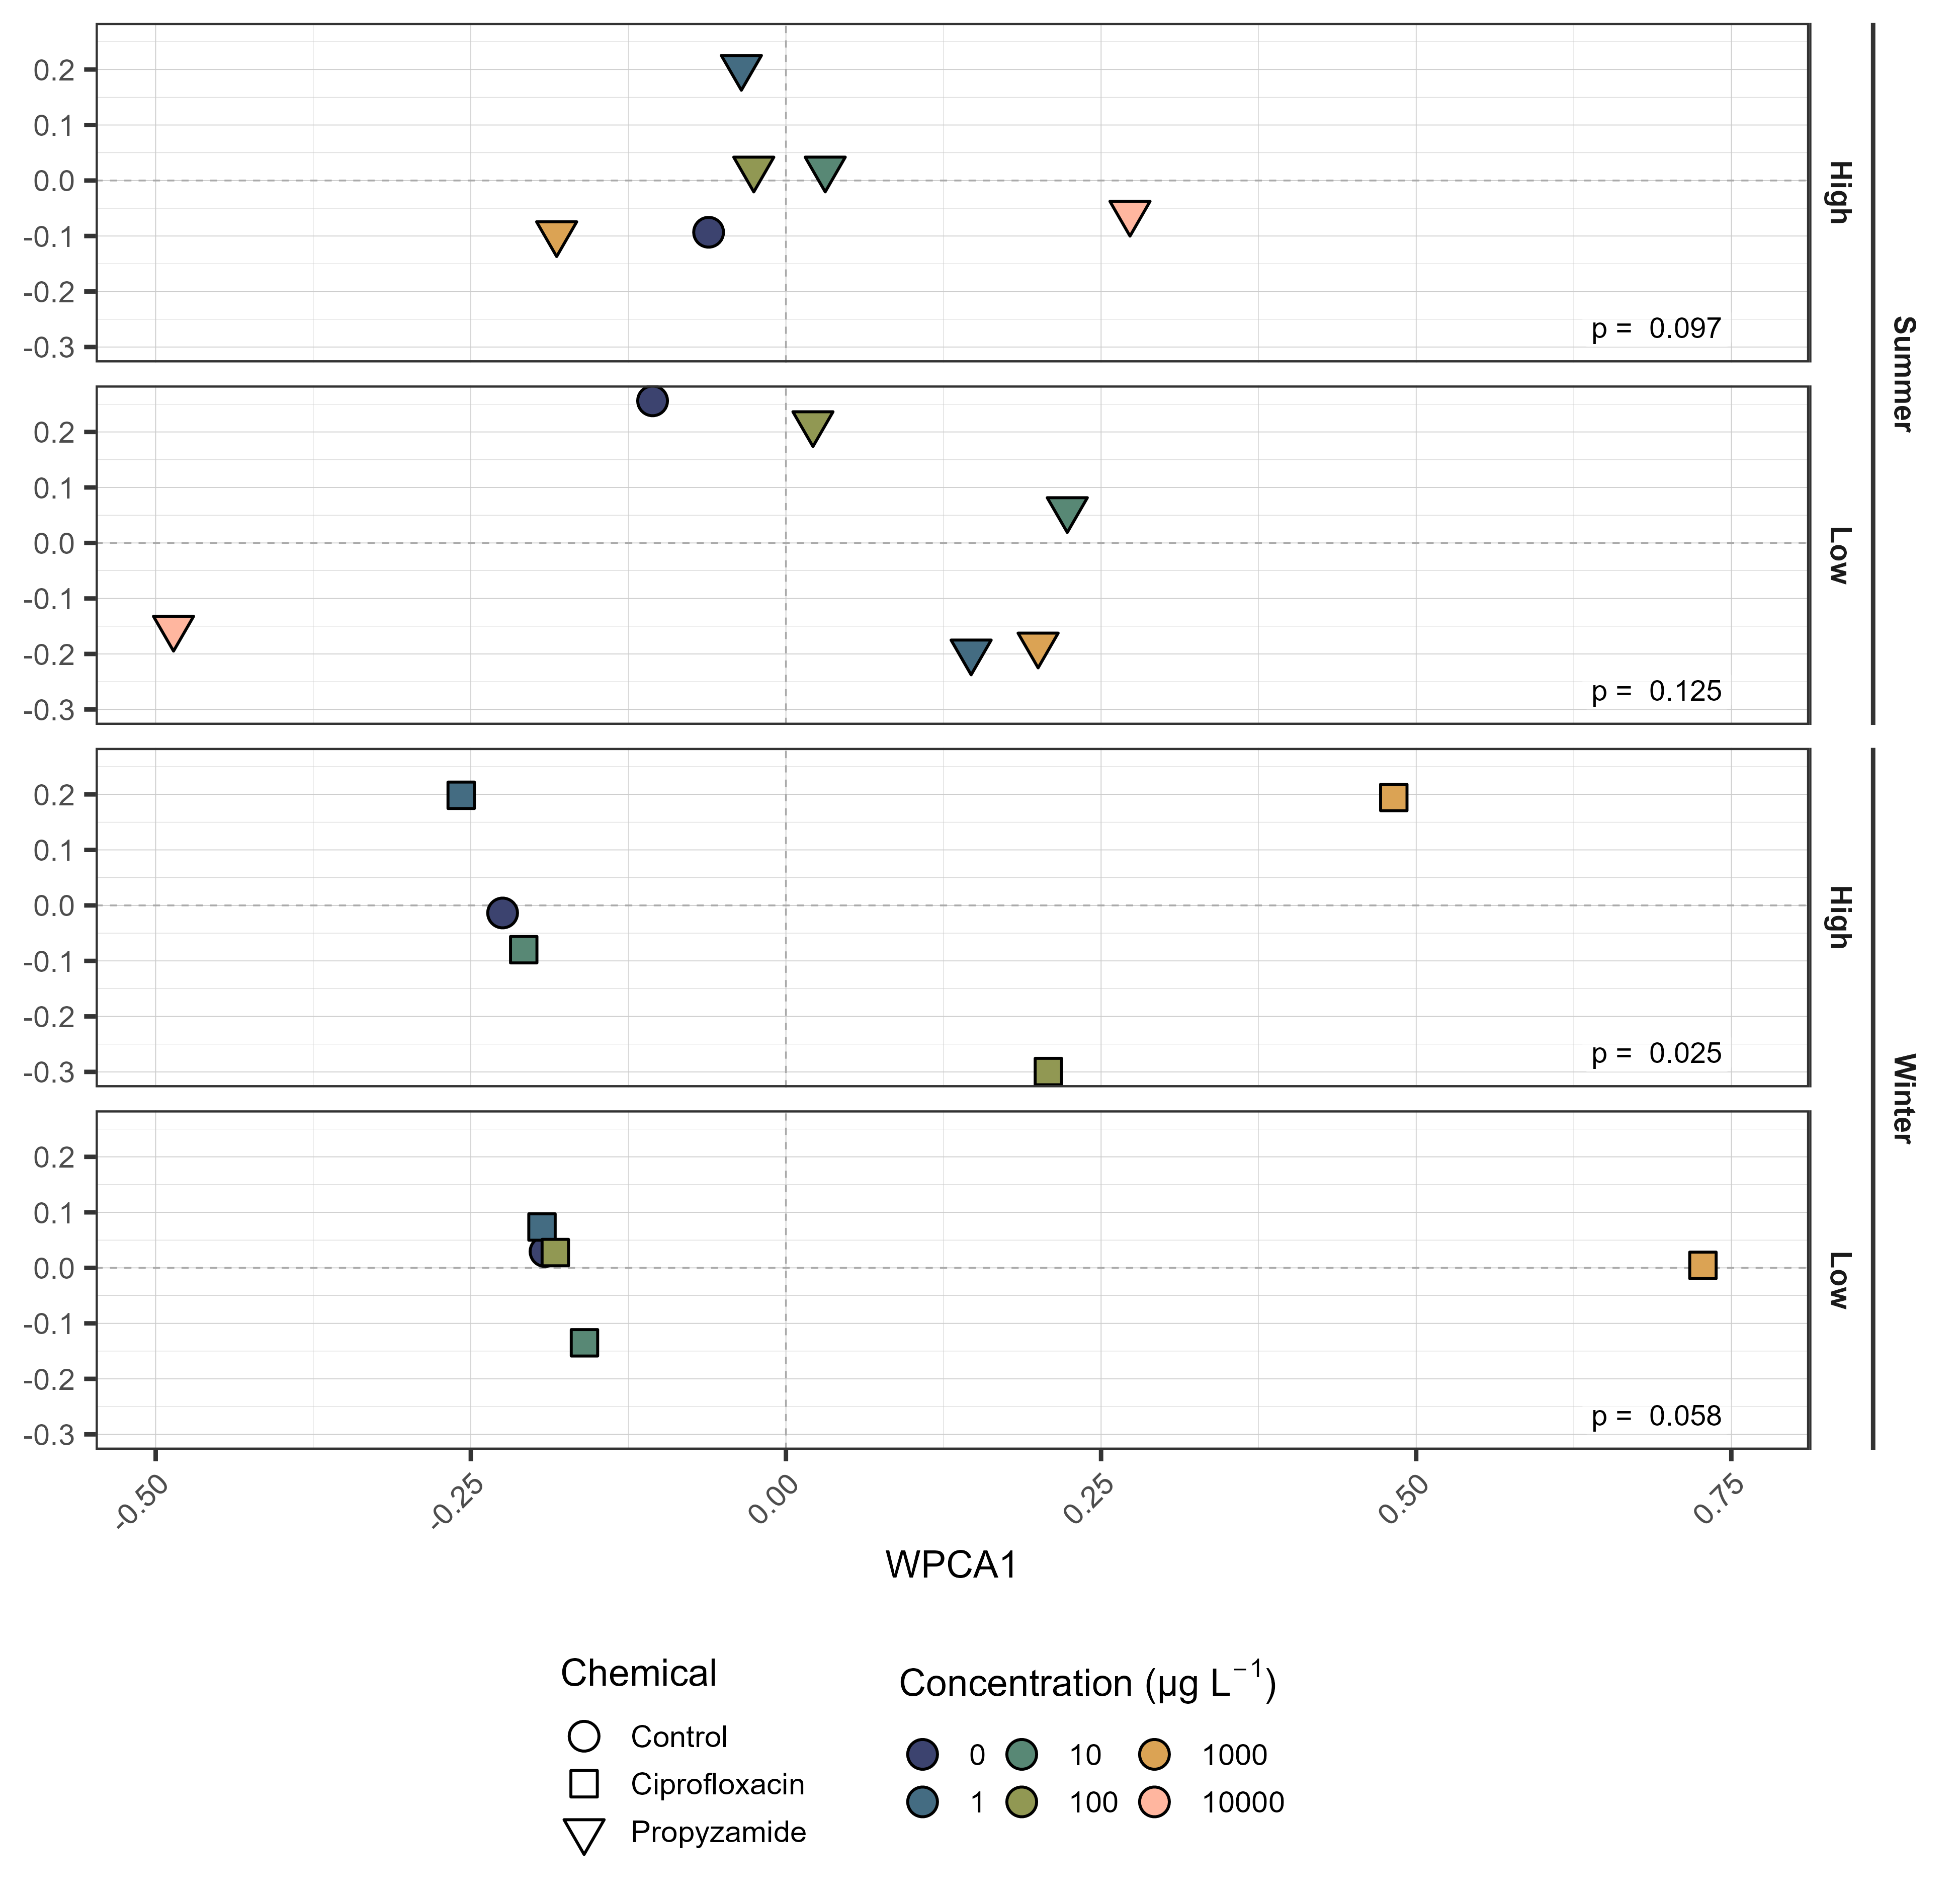 0.2
0.1
0.0
-0.1
-0.2
-0.3
p = 0.097
High
Summer
0.2
0.1
0.0
-0.1
-0.2
-0.3
p = 0.125
Low
0.2
0.1
0.0
-0.1
-0.2
-0.3
p = 0.025
High
Winter
0.2
0.1
0.0
-0.1
-0.2
-0.3
p = 0.058
Low
-0.50 -0.25 0.00 0.25 0.50 0.75
WPCA1
Chemical
Control
Ciprofloxacin
Propyzamide
Concentration (µg L⁻¹)
0 10 1000
1 100 10000